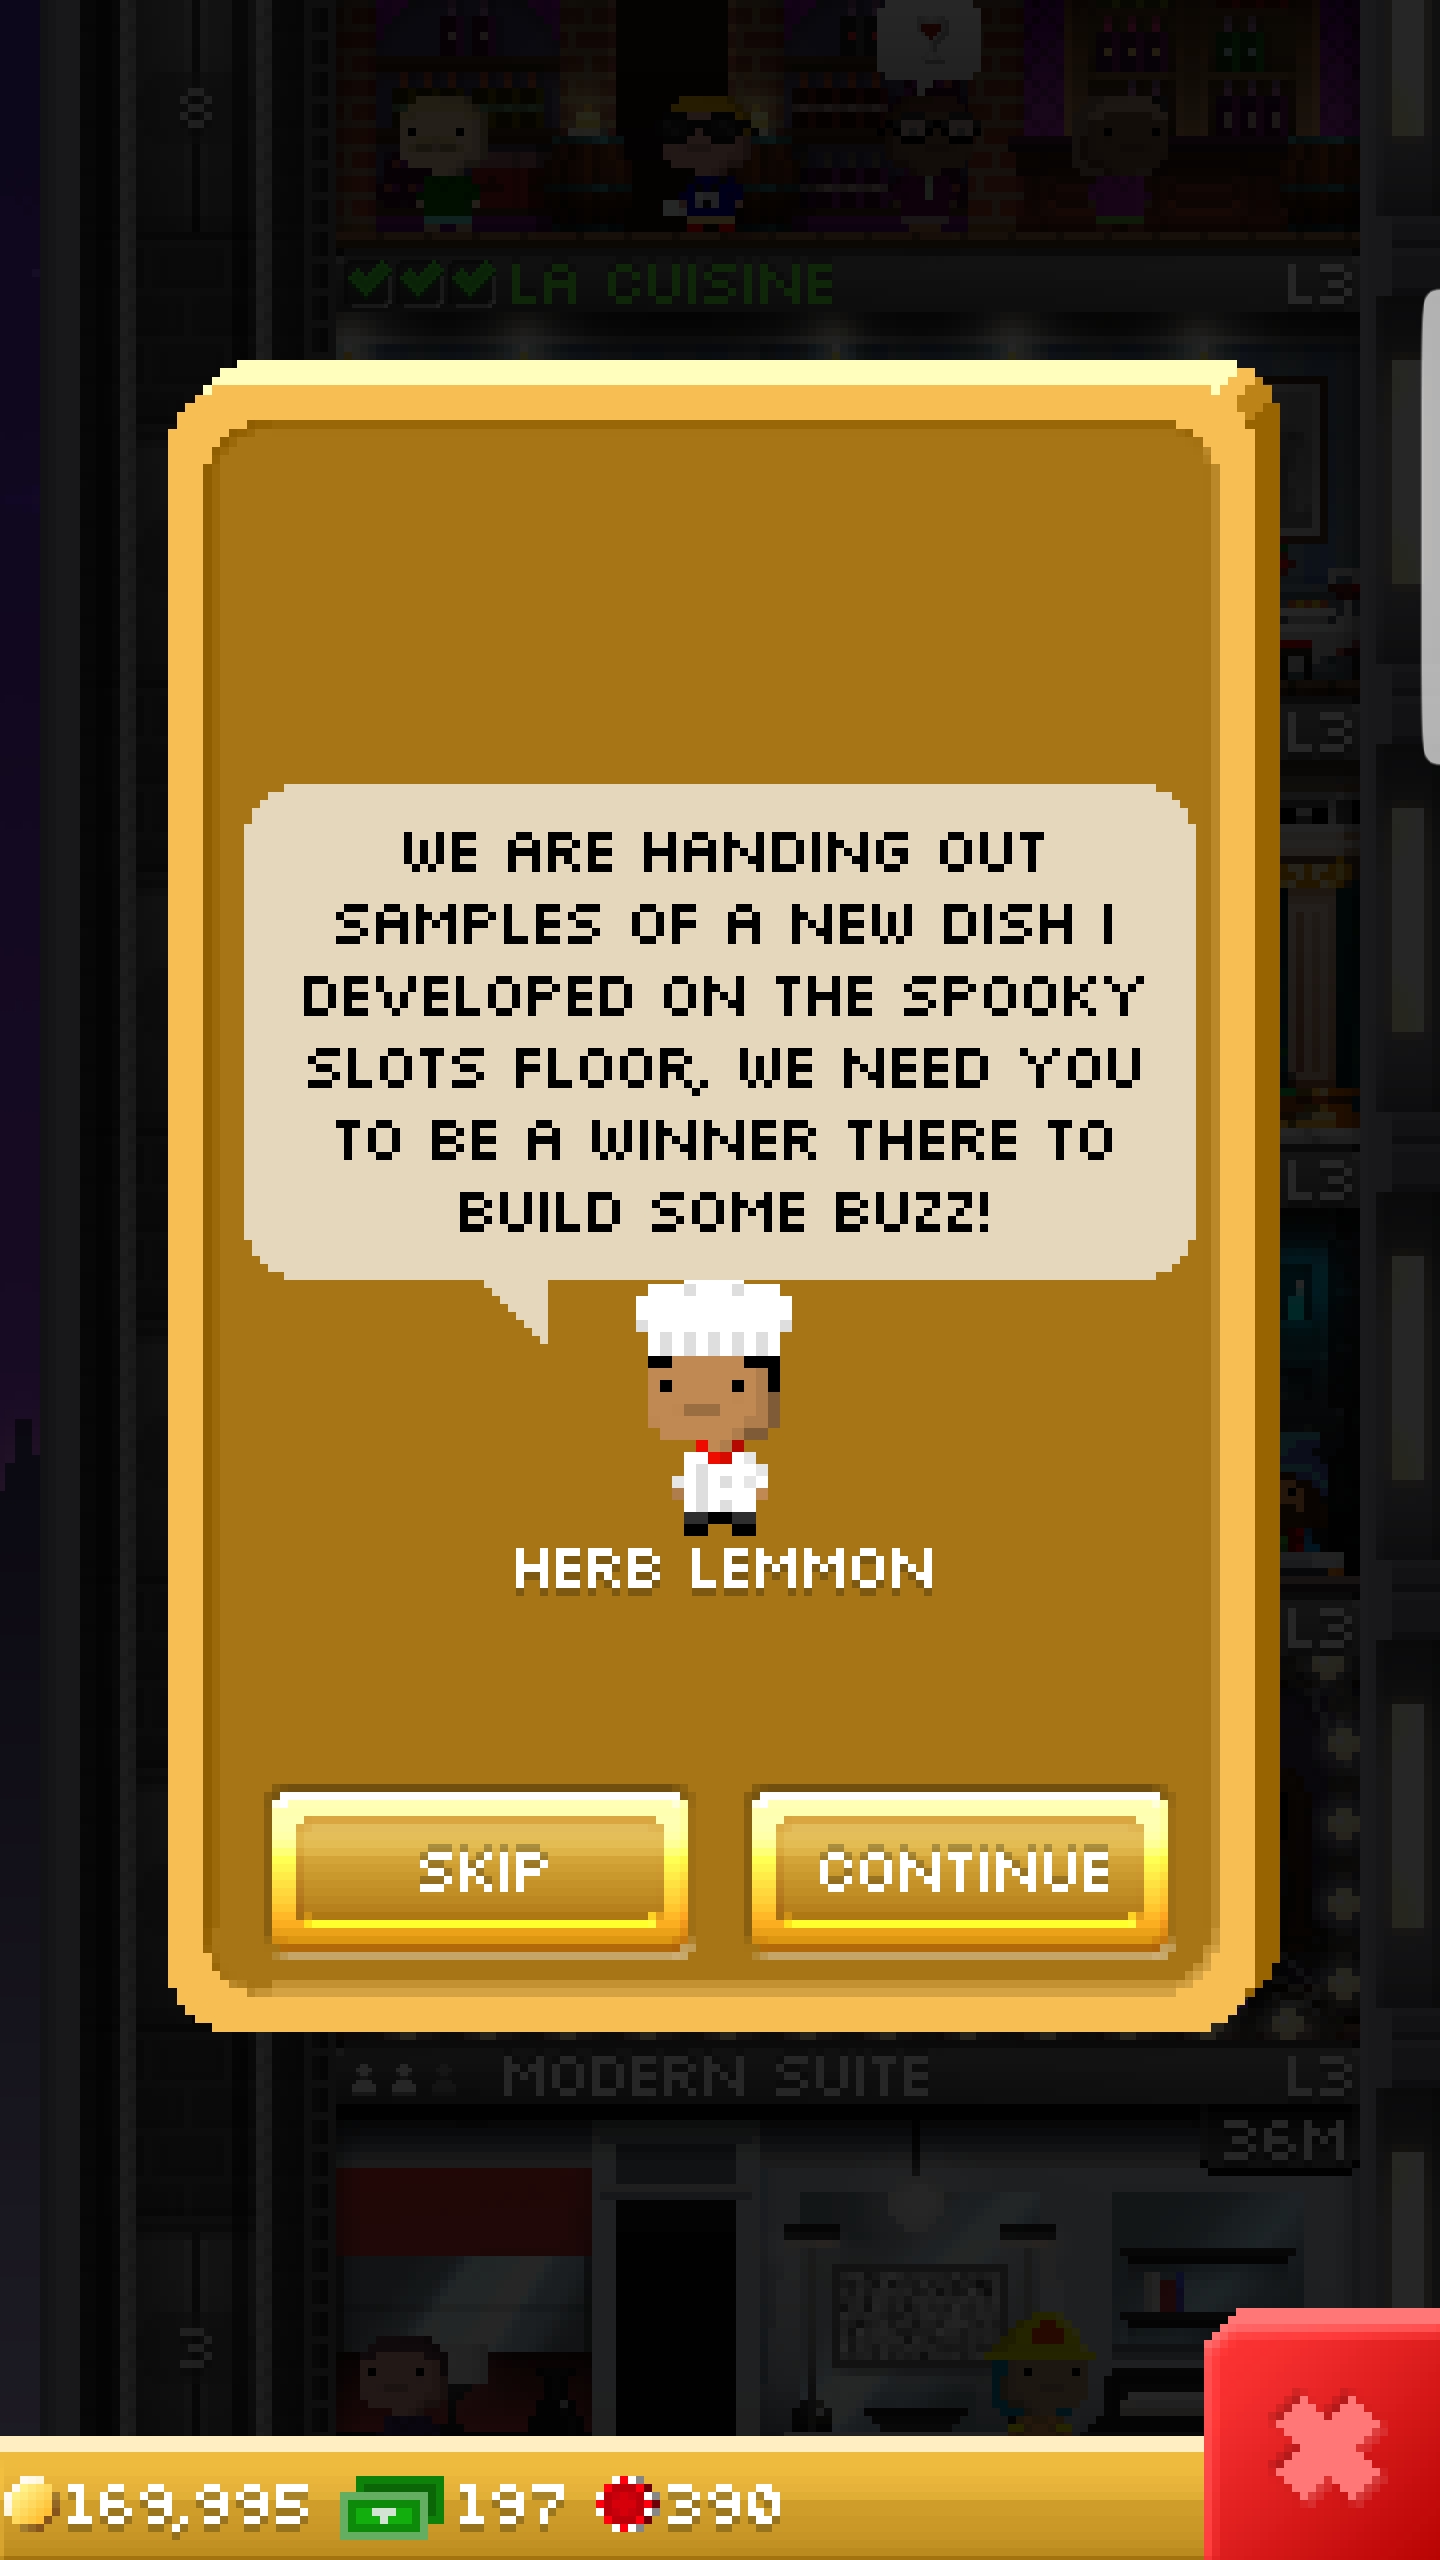 8
LA CUISINE L3
L3
WE ARE HANDING OUT
SAMPLES OF A NEW DISH I
DEVELOPED ON THE SPOOKY
SLOTS FLOOR, WE NEED YOU
TO BE A WINNER THERE TO
BUILD SOME BUZZ!
L3
HERB LEMMON
L3
SKIP
CONTINUE
MODERN SUITE L3
36M
3
169,995 197 390